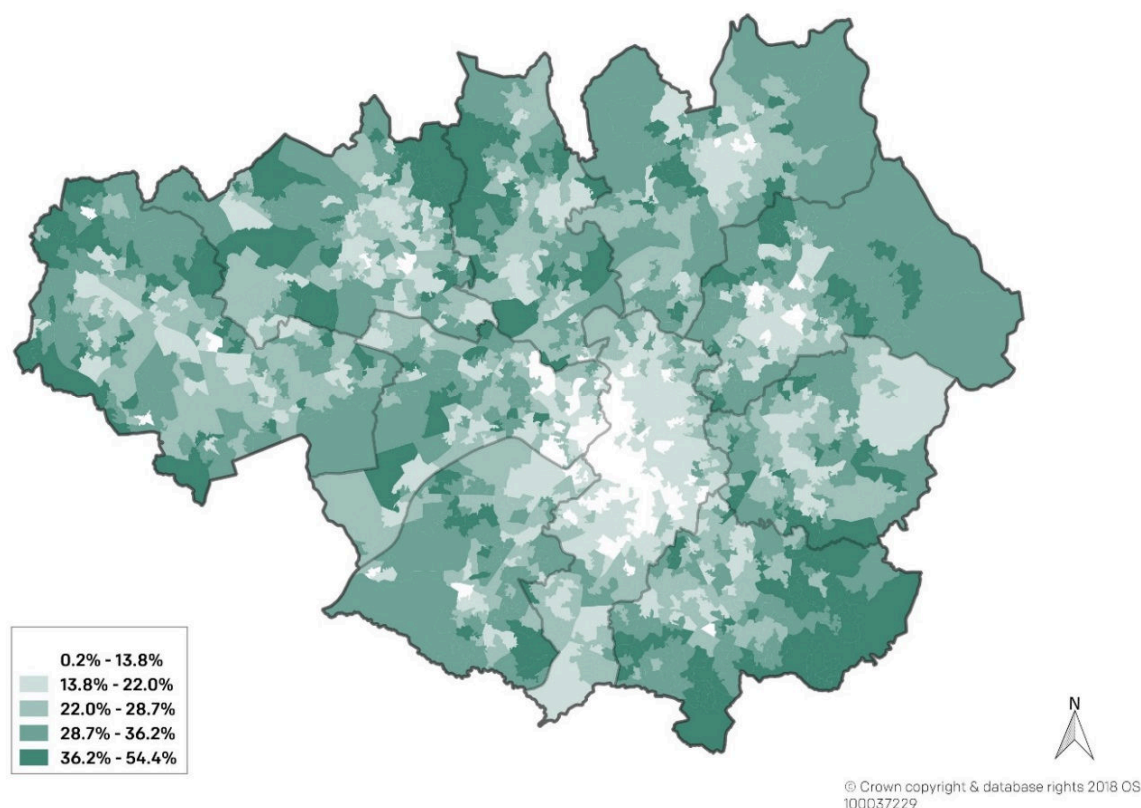 0.2% - 13.8%
13.8% - 22.0%
22.0% - 28.7%
28.7% - 36.2%
36.2% - 54.4%
N
© Crown copyright & database rights 2018 OS
100037229